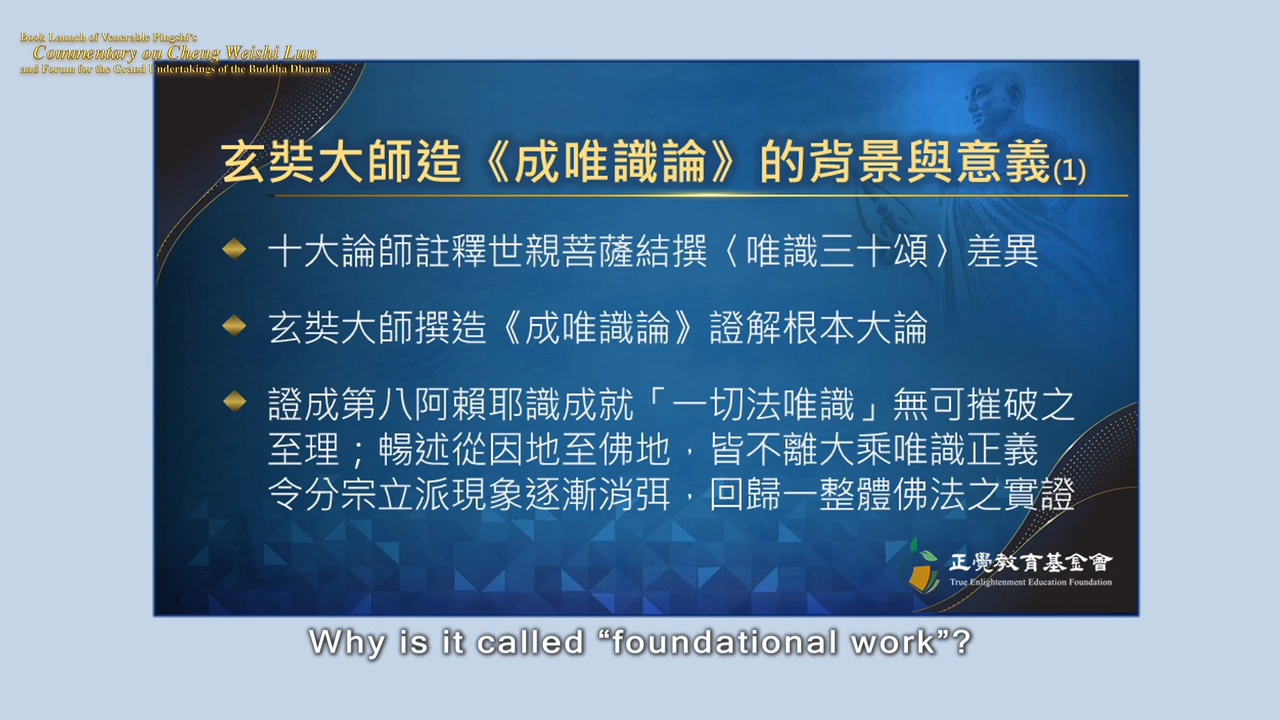 Book Launch of Venerable Pingshi's
Commentary on Cheng Weishi Lun
and Forum for the Grand Undertakings of the Buddha Dharma
玄奘大師造《成唯識論》的背景與意義(1)
十大論師註釋世親菩薩結撰〈唯識三十頌〉差異
玄奘大師撰造《成唯識論》證解根本大論
證成第八阿賴耶識成就「一切法唯識」無可摧破之
至理；暢述從因地至佛地，皆不離大乘唯識正義
令分宗立派現象逐漸消弭，回歸一整體佛法之實證
正覺教育基金會
True Enlightenment Education Foundation
Why is it called “foundational work”?